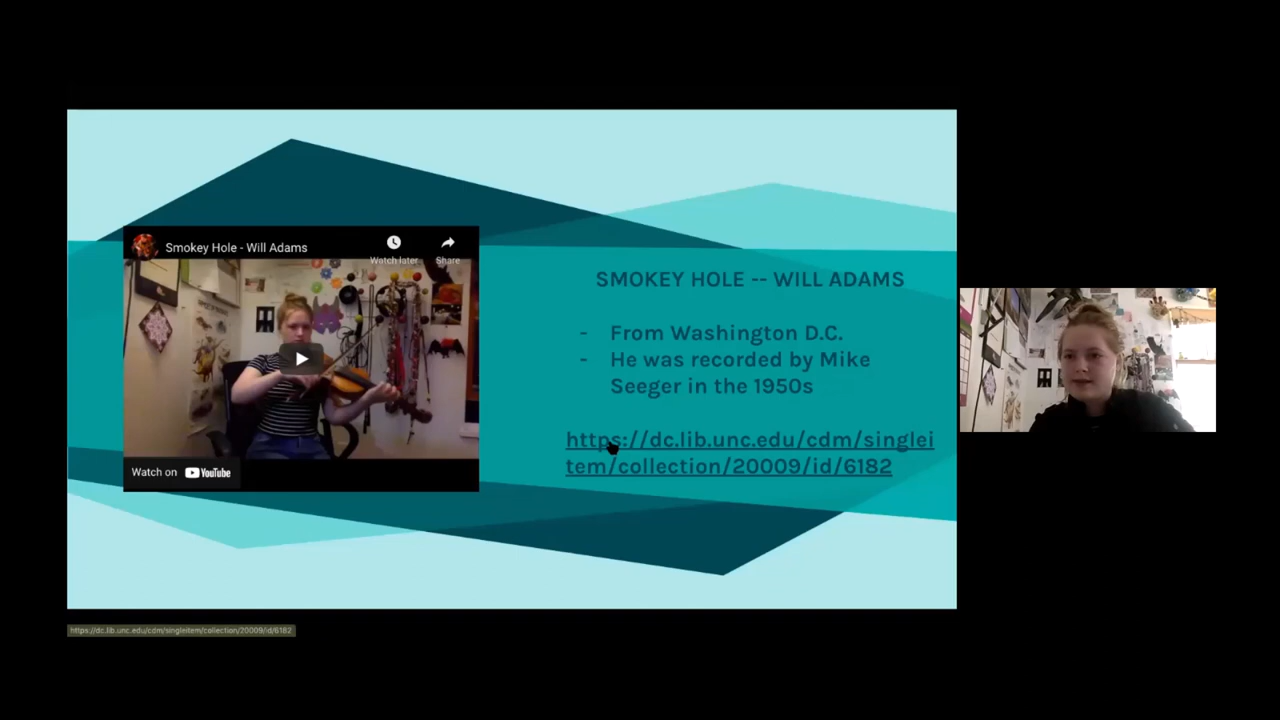 Smokey Hole - Will Adams
Watch later
Share
Watch on YouTube
SMOKEY HOLE -- WILL ADAMS
- From Washington D.C.
- He was recorded by Mike
Seeger in the 1950s
https://dc.lib.unc.edu/cdm/singlei
tem/collection/20009/id/6182
https://dc.lib.unc.edu/cdm/singleitem/collection/20009/id/6182